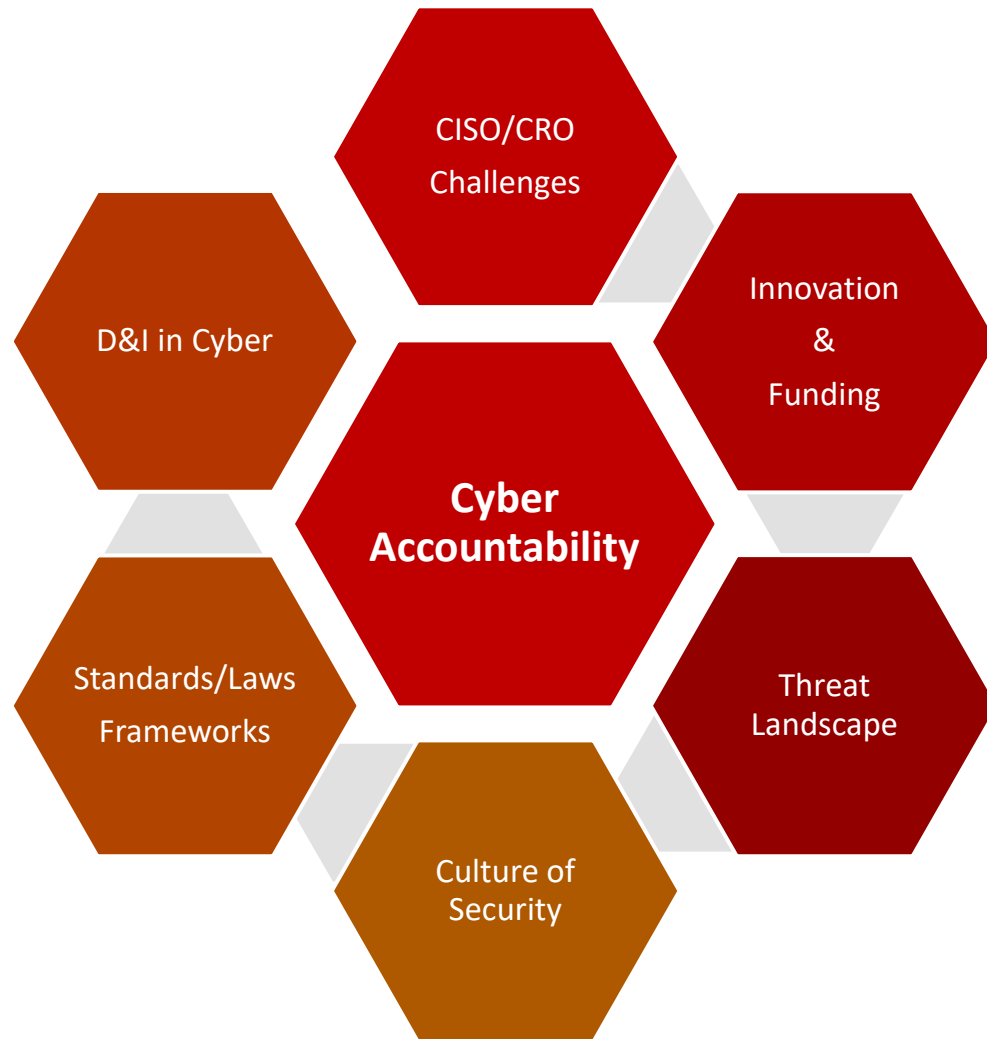 CISO/CRO
Challenges
Innovation
&
Funding
D&I in Cyber
Cyber
Accountability
Standards/Laws
Frameworks
Threat
Landscape
Culture of
Security